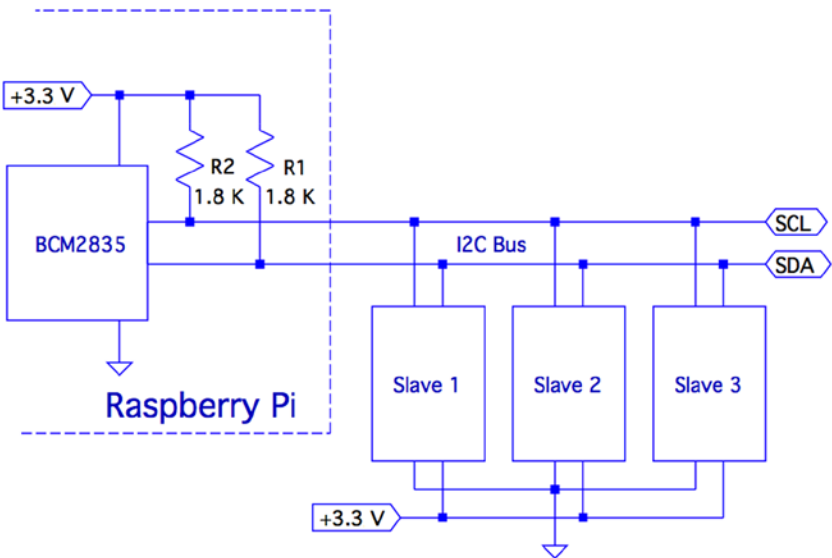 +3.3 V
R2
R1
1.8 K
1.8 K
BCM2835
SCL
I2C Bus
SDA
Slave 1
Slave 2
Slave 3
Raspberry Pi
+3.3 V